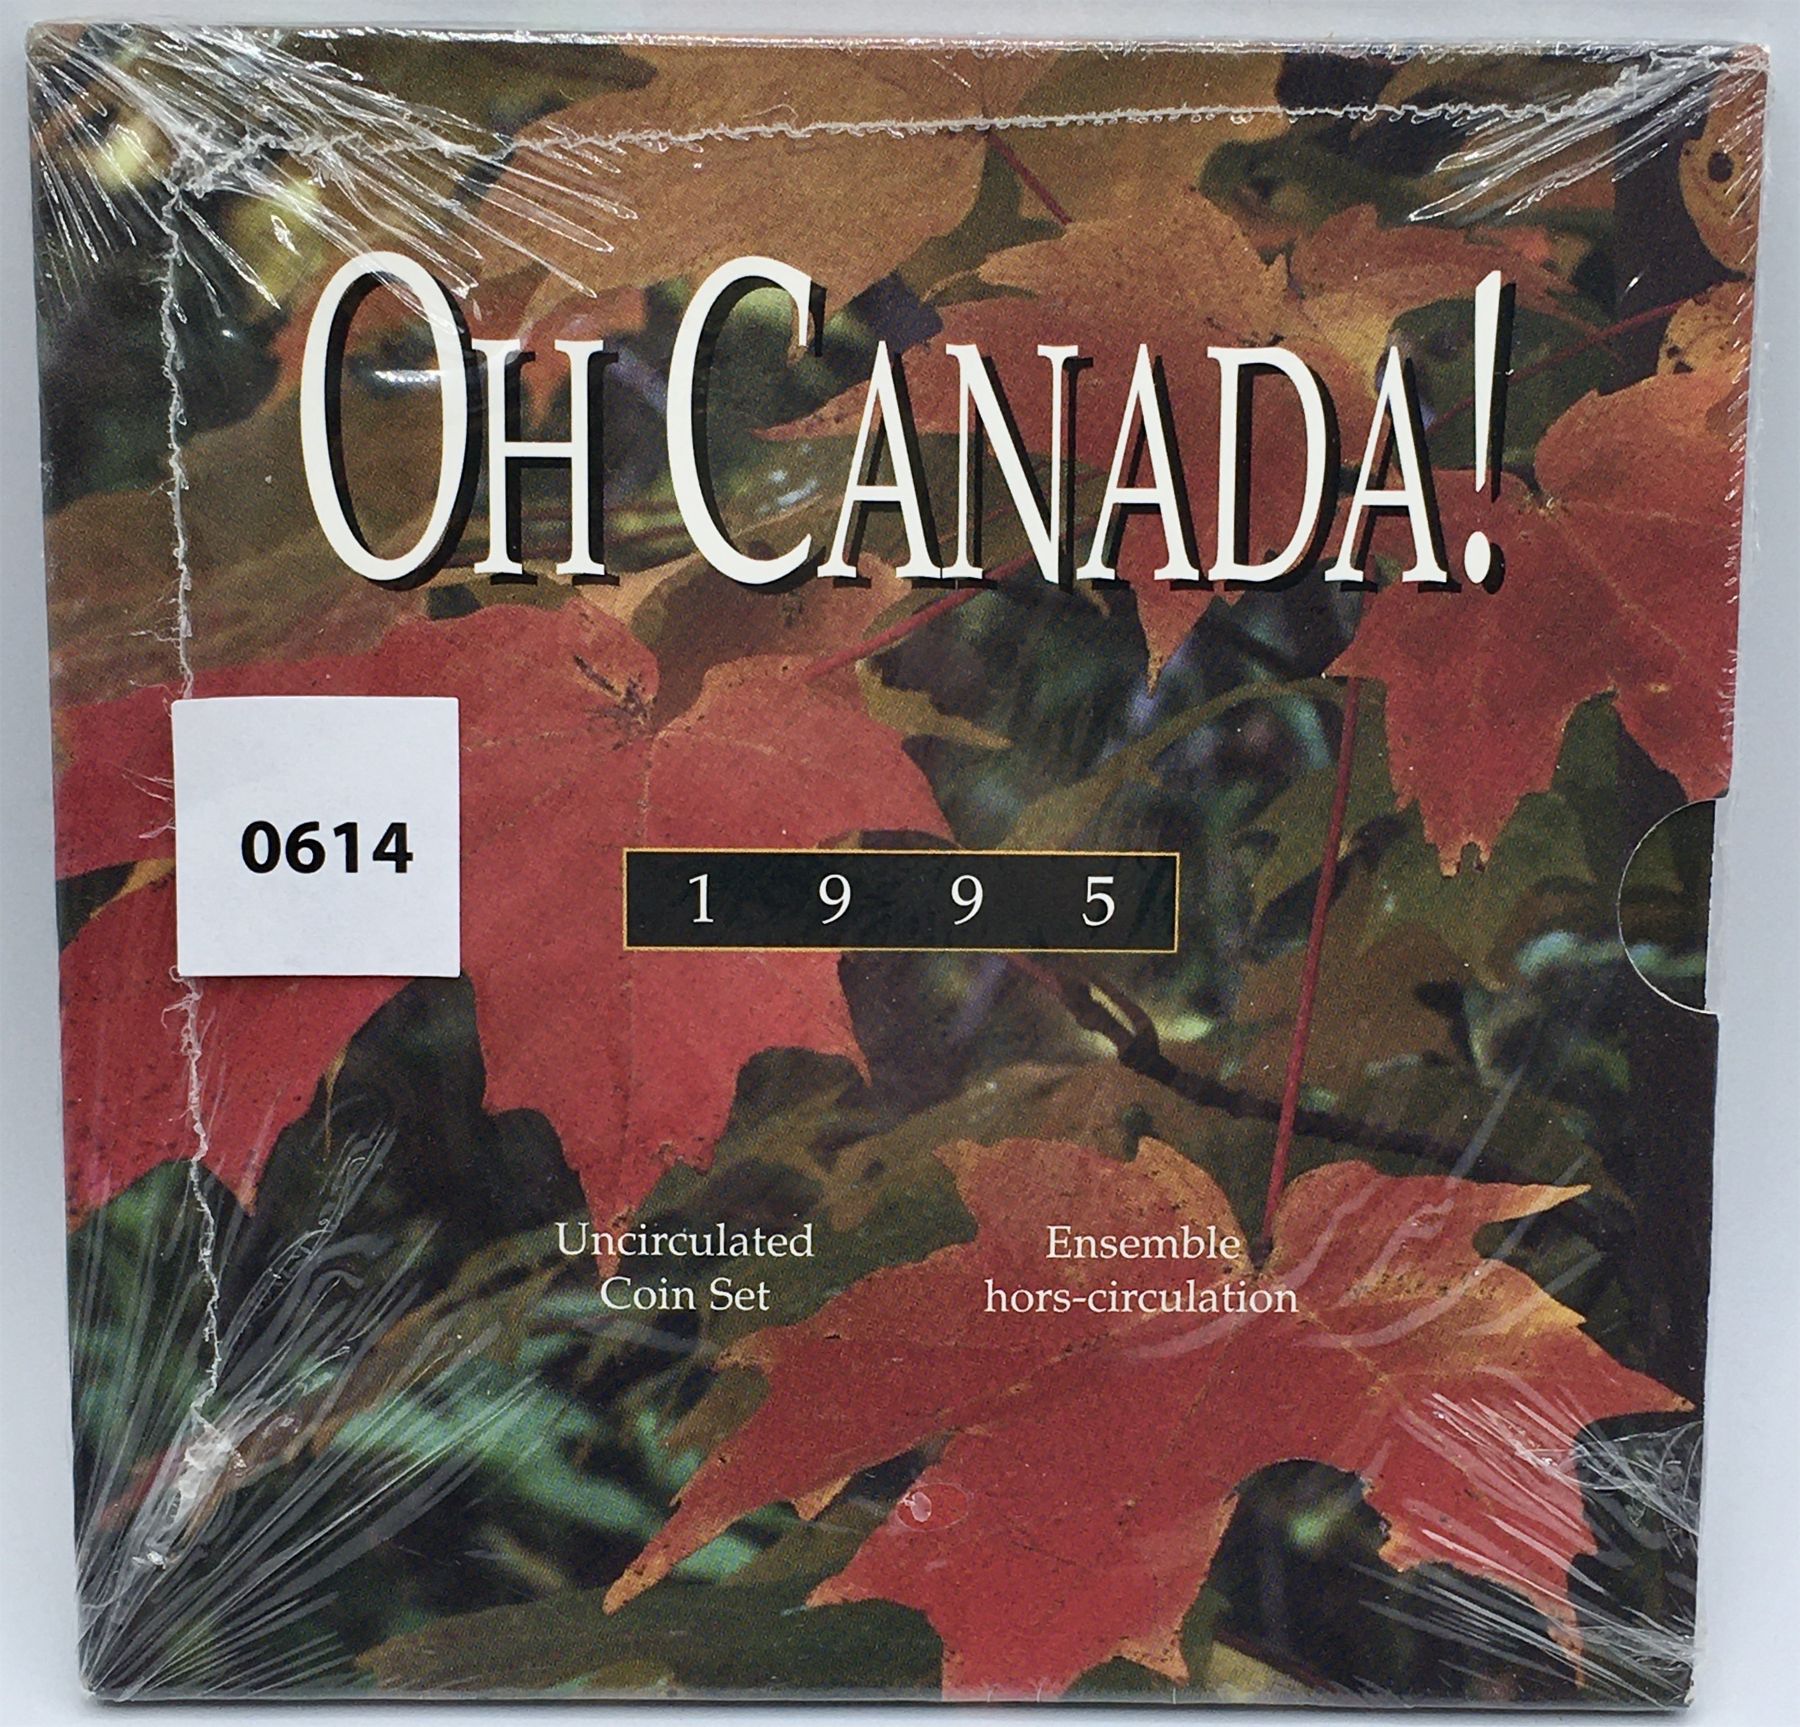 OH CANADA!
0614
1995
Uncirculated
Coin Set
Ensemble
hors-circulation